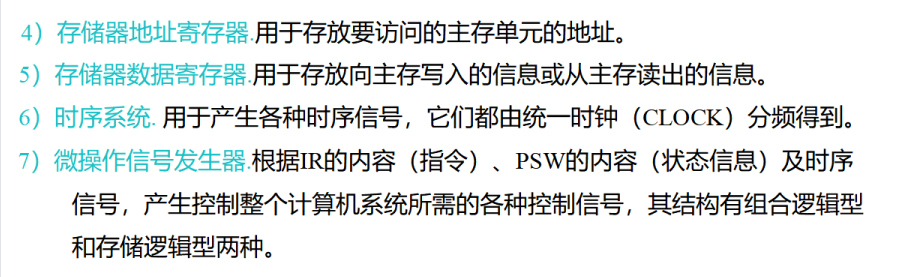 4）存储器地址寄存器.用于存放要访问的主存单元的地址。
5）存储器数据寄存器.用于存放向主存写入的信息或从主存读出的信息。
6）时序系统. 用于产生各种时序信号，它们都由统一时钟（CLOCK）分频得到。
7）微操作信号发生器.根据IR的内容（指令）、PSW的内容（状态信息）及时序
信号，产生控制整个计算机系统所需的各种控制信号，其结构有组合逻辑型
和存储逻辑型两种。